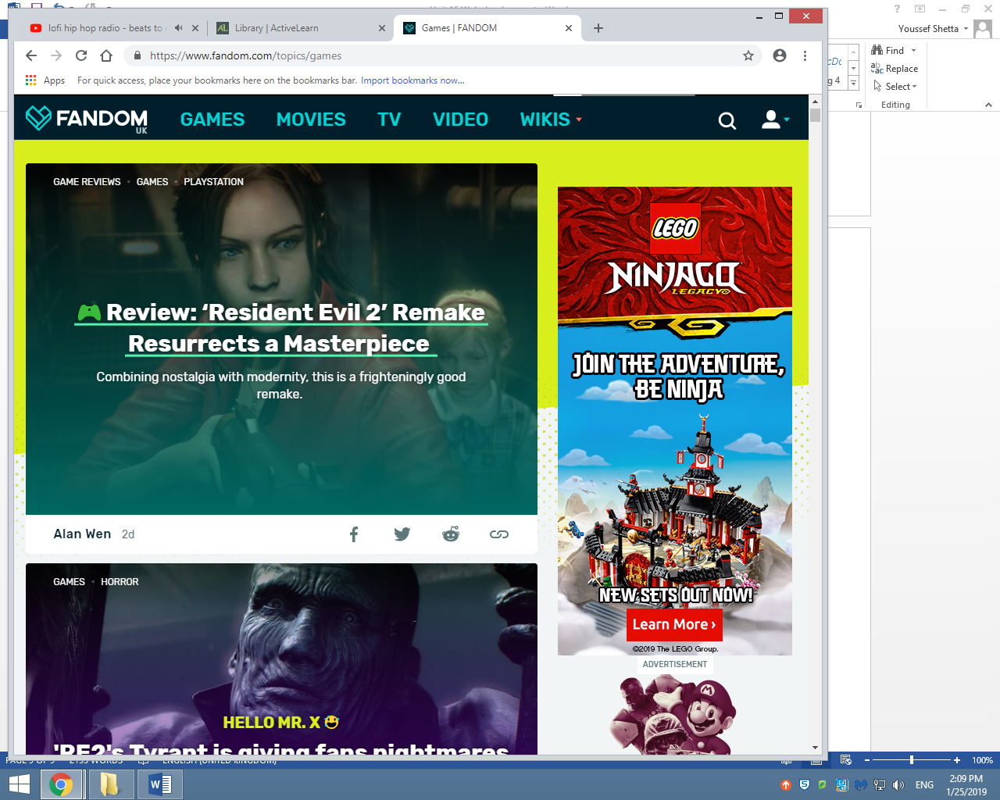 lofi hip hop radio - beats to
Library | ActiveLearn
Games | FANDOM
Youssef Shetta
https://www.fandom.com/topics/games
Find
Replace
Select
Editing
Apps
For quick access, place your bookmarks here on the bookmarks bar. Import bookmarks now...
FANDOM
UK
GAMES
MOVIES
TV
VIDEO
WIKIS
GAME REVIEWS • GAMES • PLAYSTATION
Review: ‘Resident Evil 2’ Remake
Resurrects a Masterpiece
Combining nostalgia with modernity, this is a frighteningly good
remake.
Alan Wen 2d
LEGO
NINJAGO
LEGACY
JOIN THE ADVENTURE,
BE NINJA
NEW SETS OUT NOW!
Learn More ›
©2019 The LEGO Group.
ADVERTISEMENT
GAMES • HORROR
HELLO MR. X
'RE2's Tyrant is giving fans nightmares
ENGLISH (UNITED KINGDOM)
100%
ENG
2:09 PM
1/25/2019